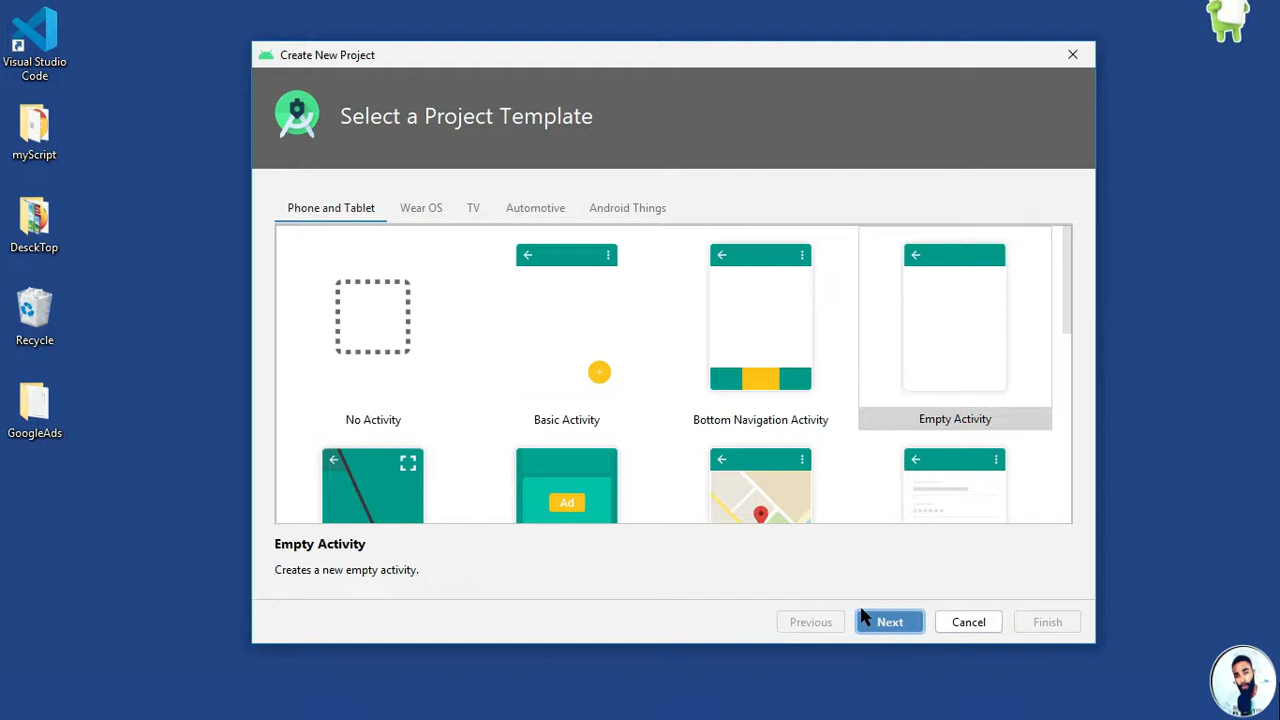 Visual Studio
Code
myScript
DesckTop
Recycle
GoogleAds
Create New Project
Select a Project Template
Phone and Tablet
Wear OS
TV
Automotive
Android Things
No Activity
Basic Activity
Bottom Navigation Activity
Empty Activity
Ad
Empty Activity
Creates a new empty activity.
Previous
Next
Cancel
Finish